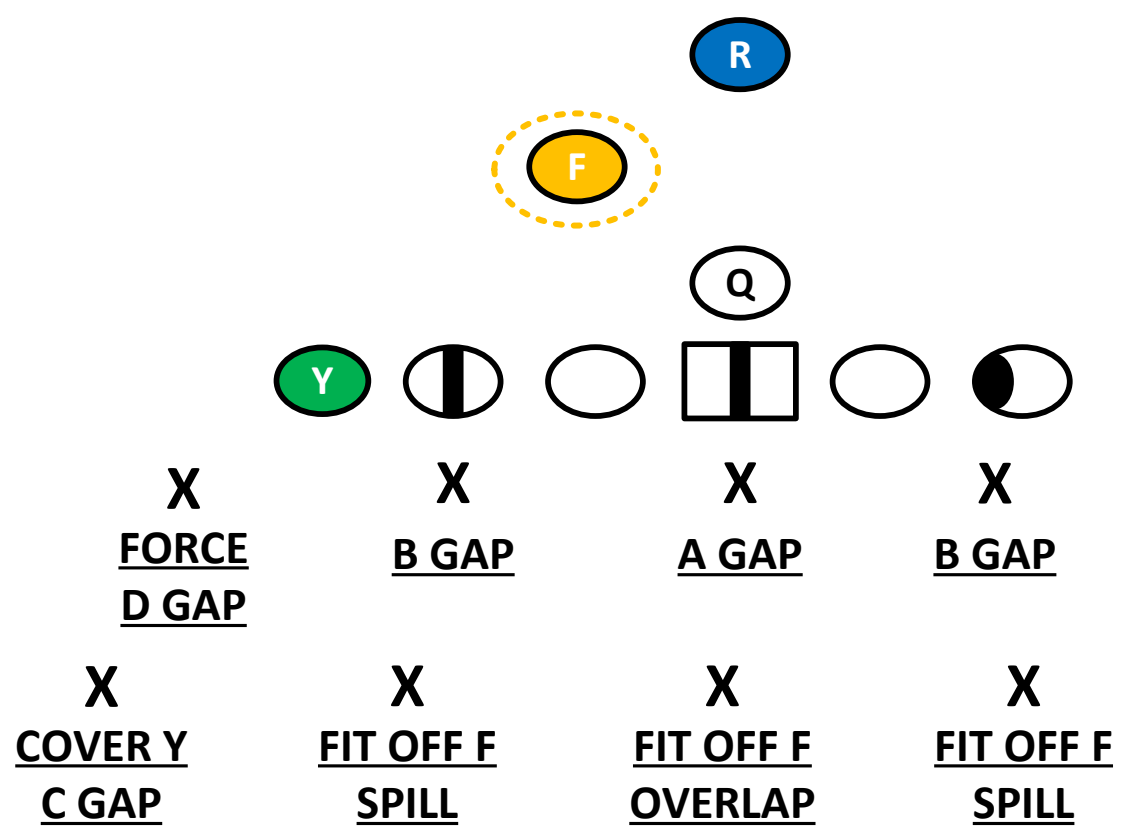 R
F
Q
Y
X X X X
FORCE B GAP A GAP B GAP
D GAP
X X X X
COVER Y FIT OFF F FIT OFF F FIT OFF F
C GAP SPILL OVERLAP SPILL